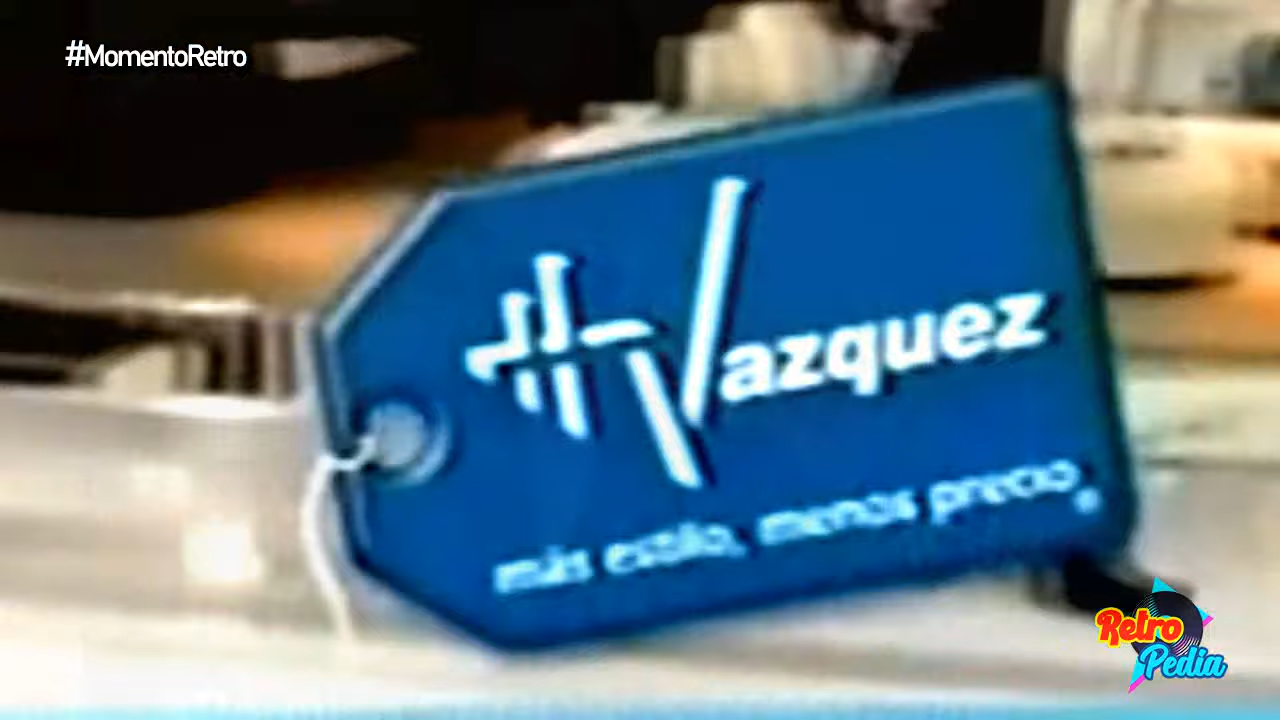 #MomentoRetro
Vazquez
más estilo, menos precio
Retro
Pedia